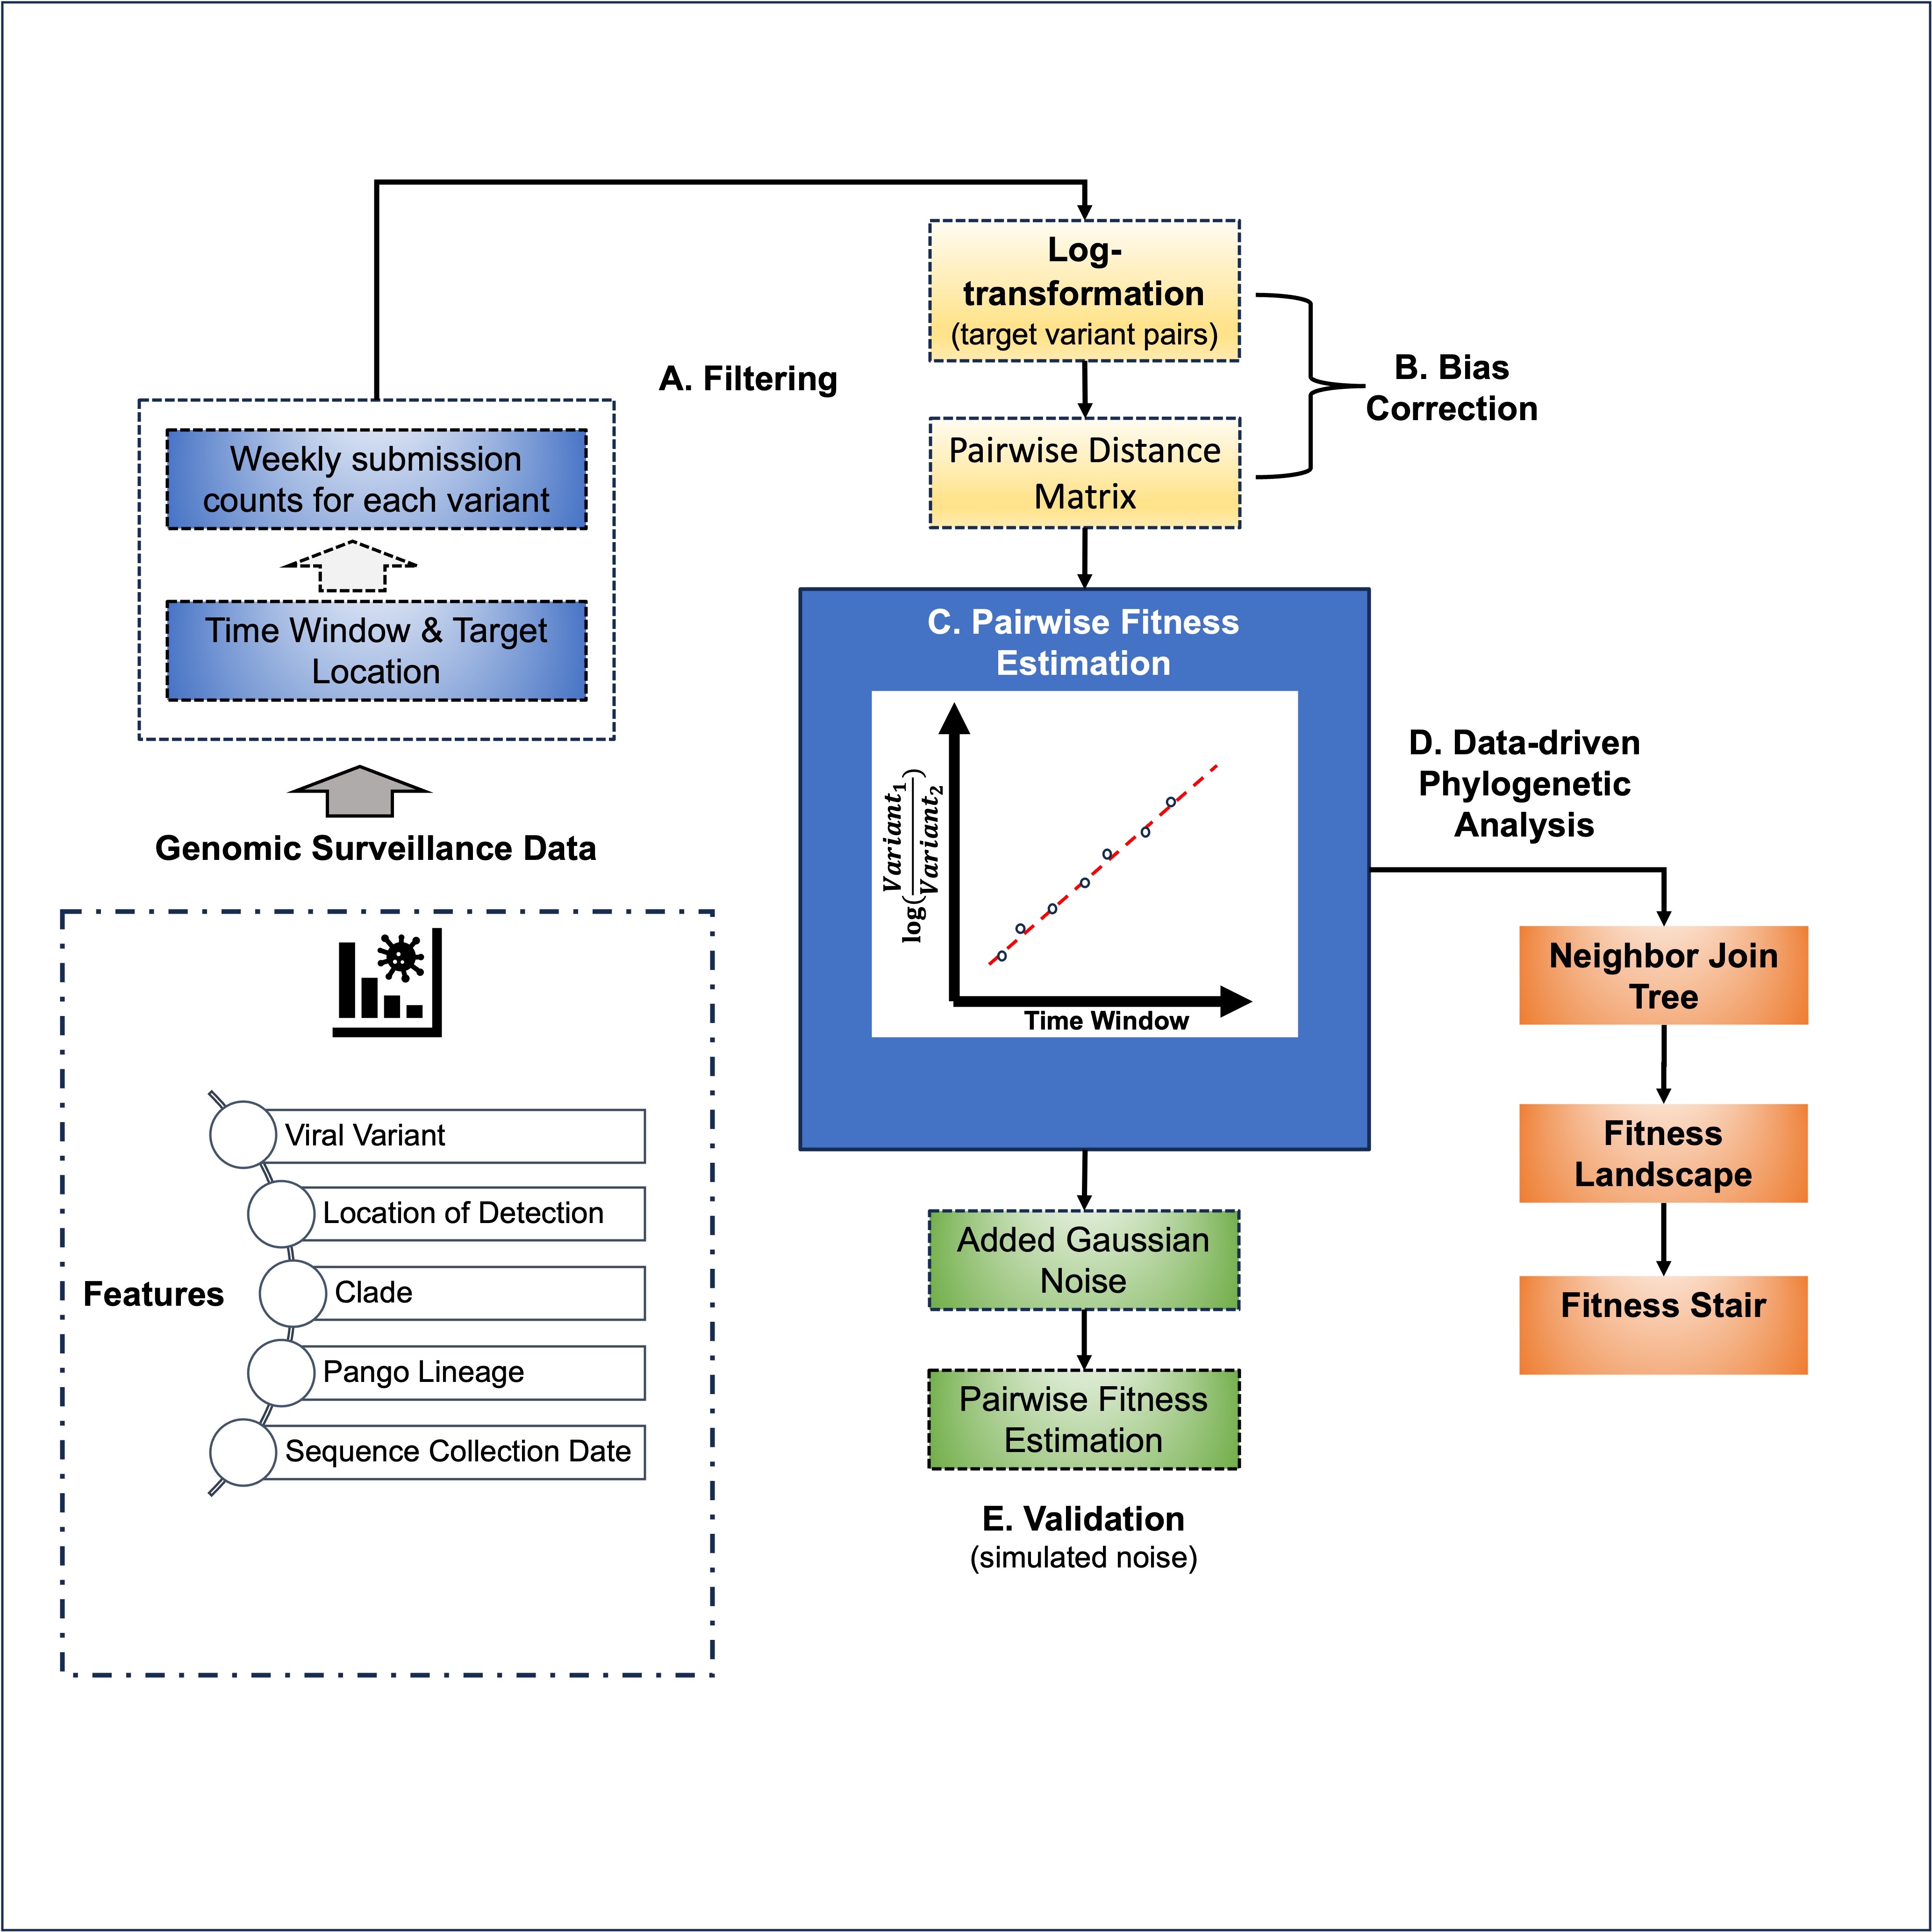 Log-
transformation
(target variant pairs)
A. Filtering
B. Bias
Correction
Weekly submission
counts for each variant
Pairwise Distance
Matrix
Time Window & Target
Location
Genomic Surveillance Data
C. Pairwise Fitness
Estimation
log(Variant₁/Variant₂)
Time Window
D. Data-driven
Phylogenetic
Analysis
Neighbor Join
Tree
Fitness
Landscape
Fitness Stair
Features
Viral Variant
Location of Detection
Clade
Pango Lineage
Sequence Collection Date
Added Gaussian
Noise
Pairwise Fitness
Estimation
E. Validation
(simulated noise)